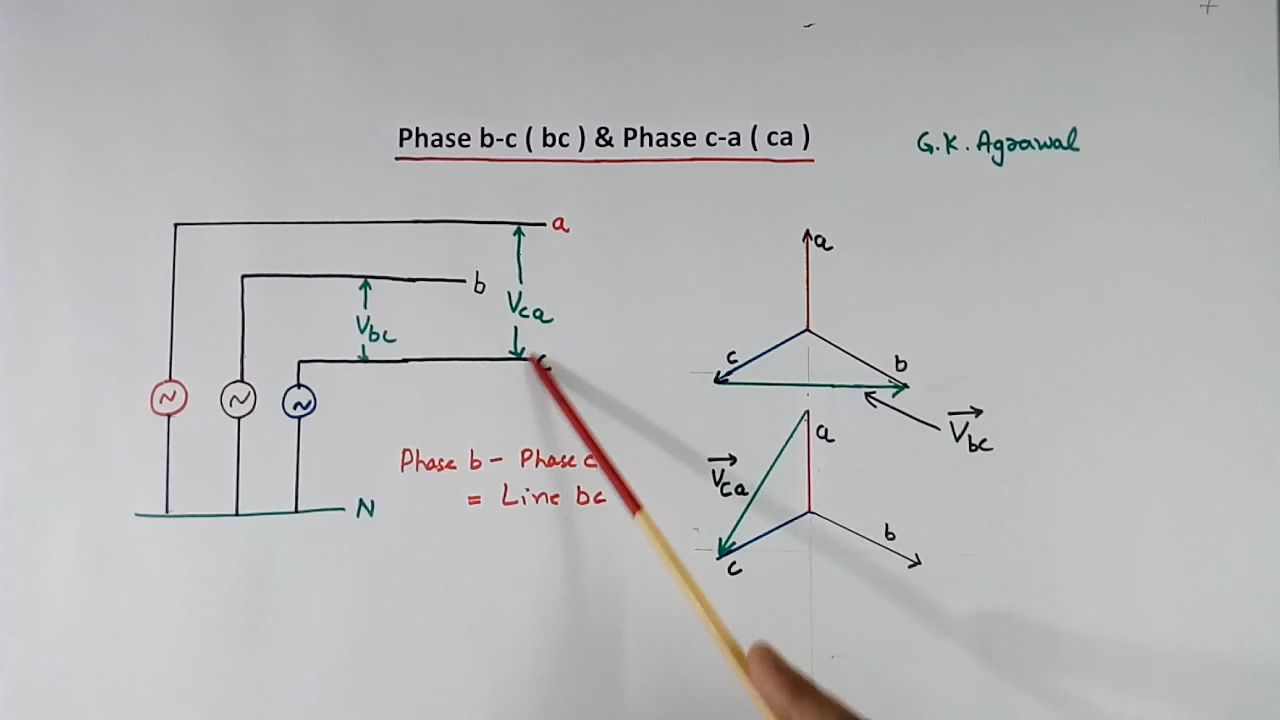 Phase b-c ( bc ) & Phase c-a ( ca )
G.K. Agrawal
a
b
Vca
Vbc
c
N
Phase b - Phase c
= Line bc
a
c
b
Vbc
a
Vca
b
c